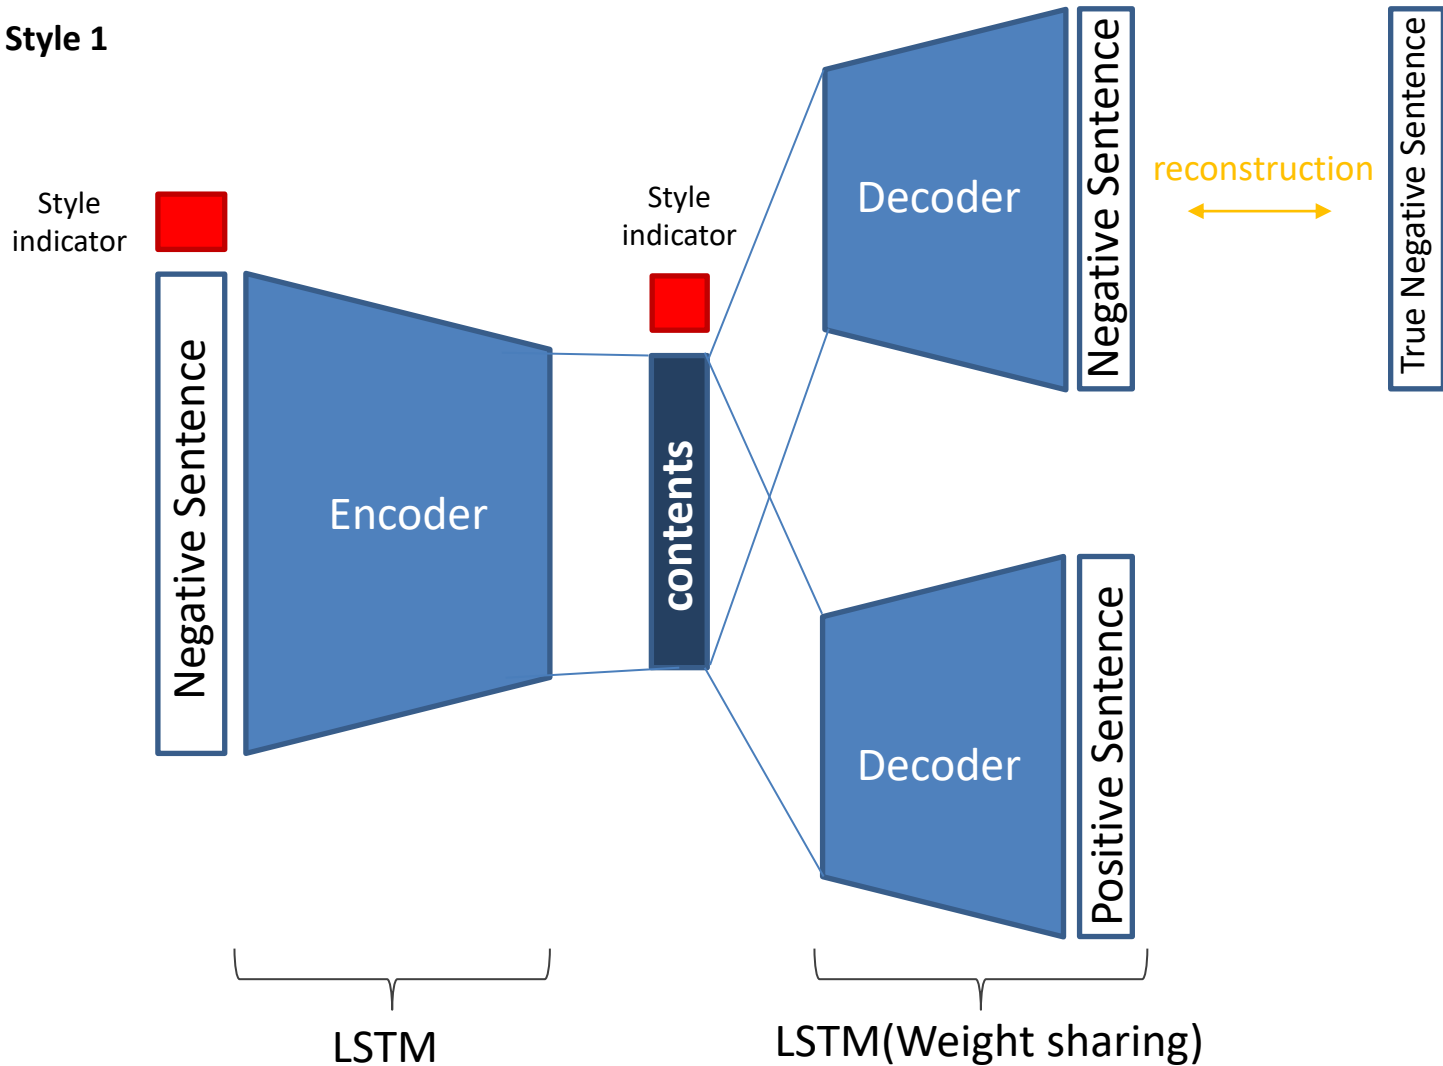 Style 1
Style
indicator
Negative Sentence
Encoder
Style
indicator
contents
Decoder
Negative Sentence
reconstruction
True Negative Sentence
Decoder
Positive Sentence
LSTM
LSTM(Weight sharing)